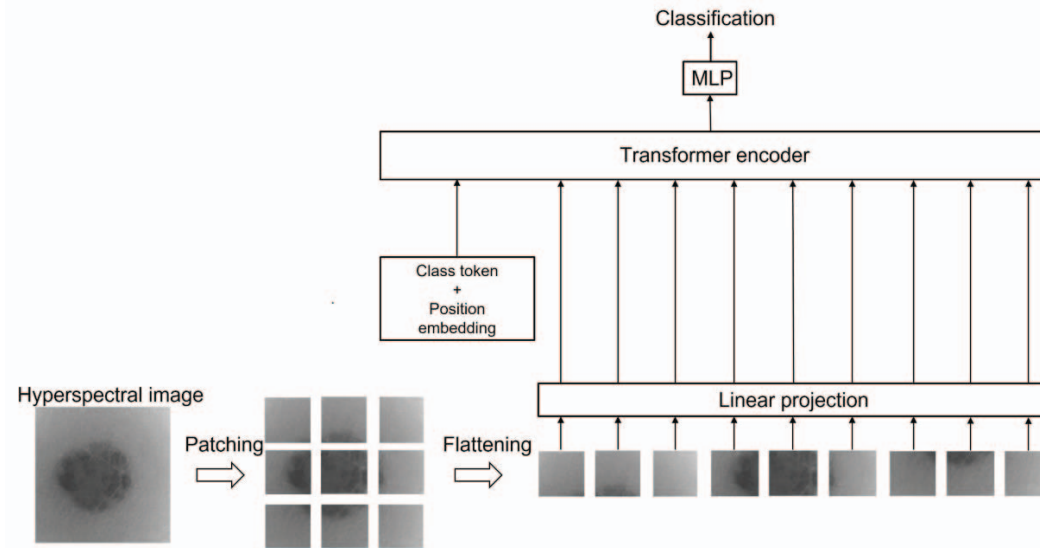 Classification
MLP
Transformer encoder
Class token
+
Position
embedding
Hyperspectral image
Linear projection
Patching
Flattening